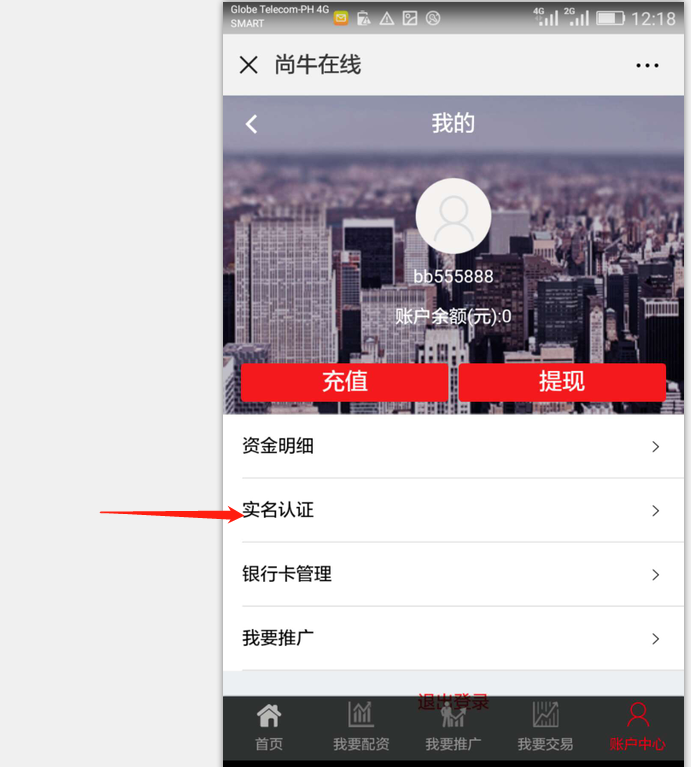 Globe Telecom-PH 4G
SMART
4G
2G
12:18
尚牛在线
我的
bb555888
账户余额(元):0
充值
提现
资金明细
实名认证
银行卡管理
我要推广
退出登录
首页
我要配资
我要推广
我要交易
账户中心